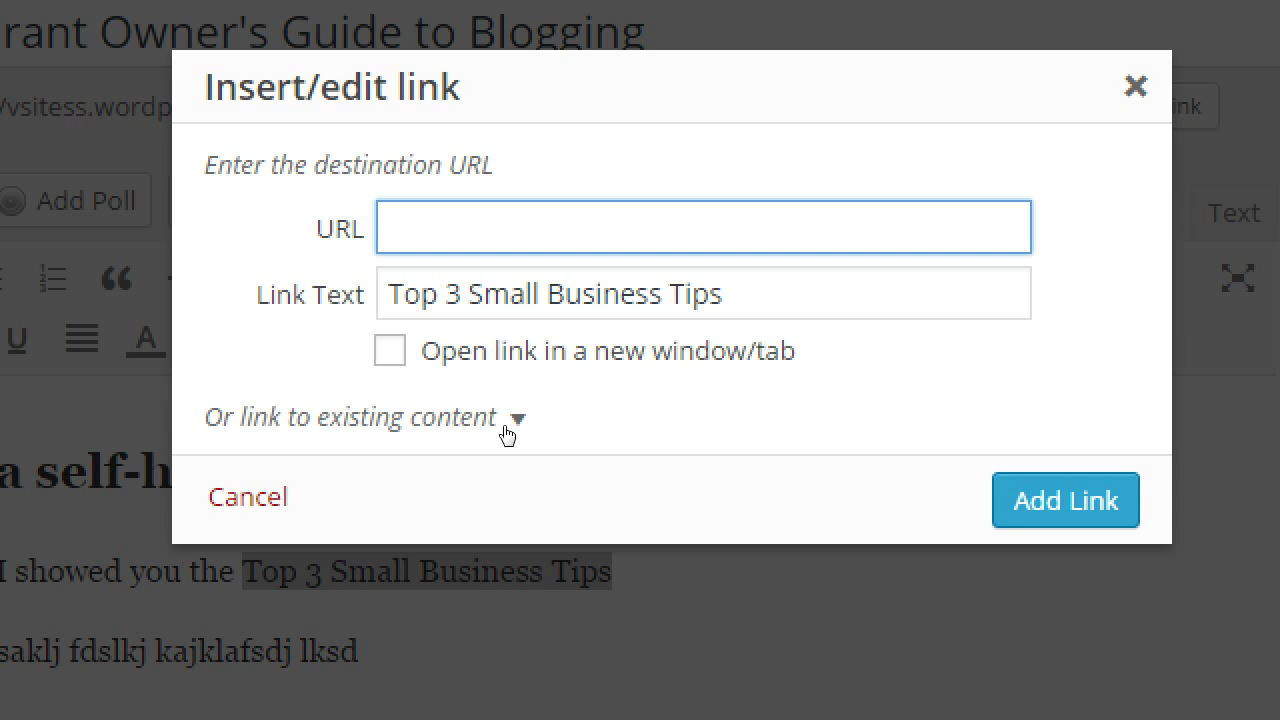 rant Owner's Guide to Blogging
Insert/edit link
/vsitess.wordp
ink
Enter the destination URL
Add Poll
URL
Text
Link Text Top 3 Small Business Tips
U
A
Open link in a new window/tab
Or link to existing content
a self-h
Cancel
Add Link
I showed you the Top 3 Small Business Tips
saklj fdslkj kajklafsdj lksd